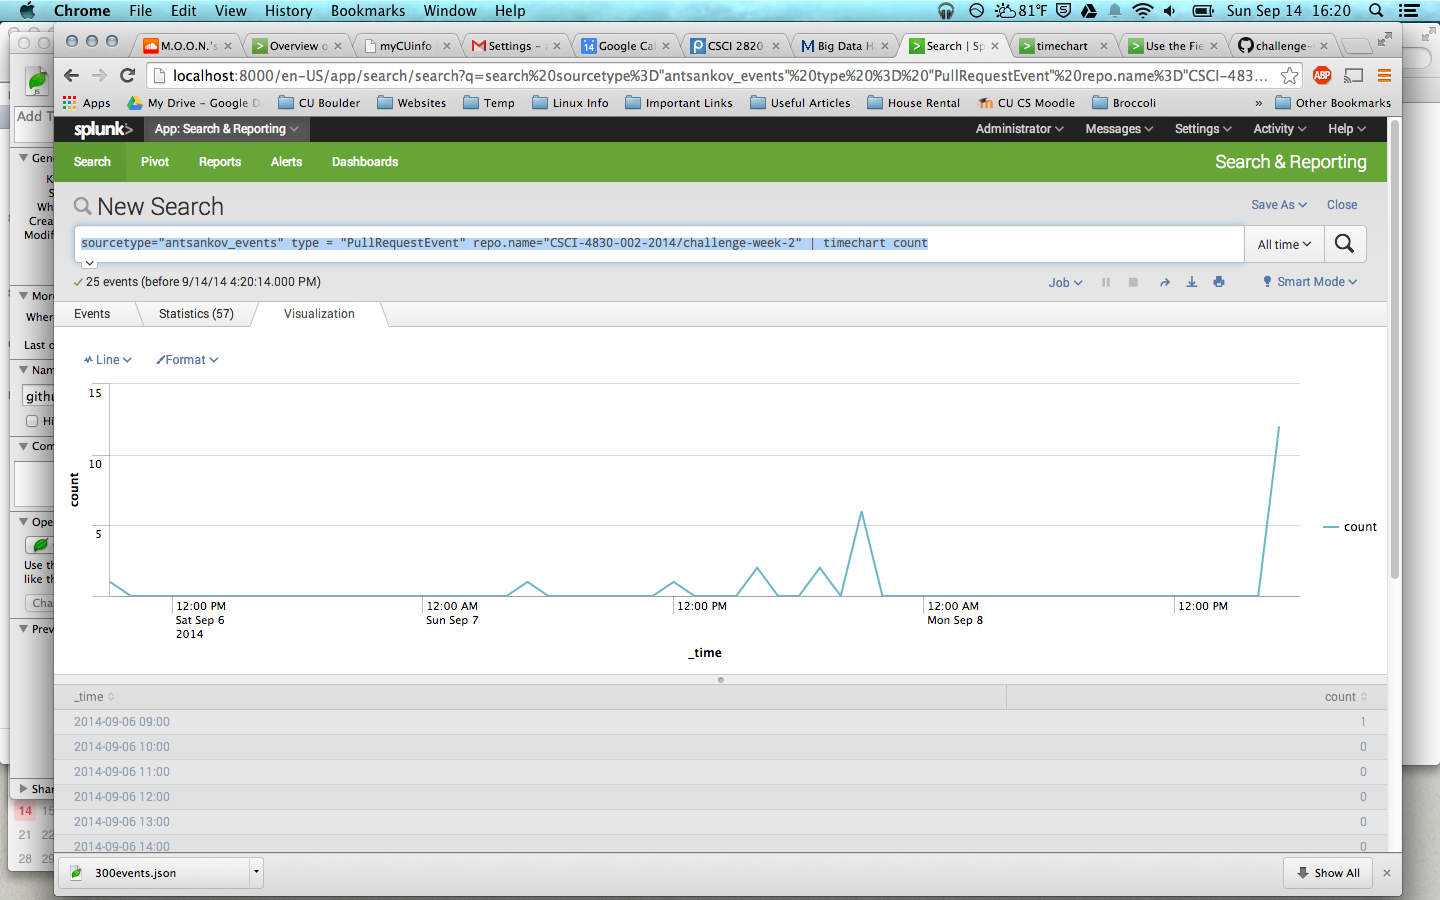 Chrome File Edit View History Bookmarks Window Help 81°F Sun Sep 14 16:20
M.O.O.N.'s Overview o myCUinfo Settings - Google Cal CSCI 2820 Big Data H Search | Sp timechart Use the Fie challenge-
localhost:8000/en-US/app/search/search?q=search%20sourcetype%3D"antsankov_events"%20type%20%3D%20"PullRequestEvent"%20repo.name%3D"CSCI-483... ABP
Apps My Drive - Google D CU Boulder Websites Temp Linux Info Important Links Useful Articles House Rental CU CS Moodle Broccoli » Other Bookmarks
Add T
splunk> App: Search & Reporting Administrator Messages Settings Activity Help
Gene
Search Pivot Reports Alerts Dashboards Search & Reporting
K
S
Wh
Crea
Modif
New Search Save As Close
sourcetype="antsankov_events" type = "PullRequestEvent" repo.name="CSCI-4830-002-2014/challenge-week-2" | timechart count All time
25 events (before 9/14/14 4:20:14.000 PM) Job Smart Mode
More
Wher
Last o
Events Statistics (57) Visualization
Line Format
Nam
githu
Hi
Com
Ope
Use th
like th
Cha
Prev
Shar
15
10
5
count
count
12:00 PM 12:00 AM 12:00 PM 12:00 AM 12:00 PM
Sat Sep 6 Sun Sep 7 Mon Sep 8
2014
_time
_time count
2014-09-06 09:00 1
2014-09-06 10:00 0
2014-09-06 11:00 0
2014-09-06 12:00 0
2014-09-06 13:00 0
2014-09-06 14:00 0
14 15
21 22
28 29
300events.json Show All